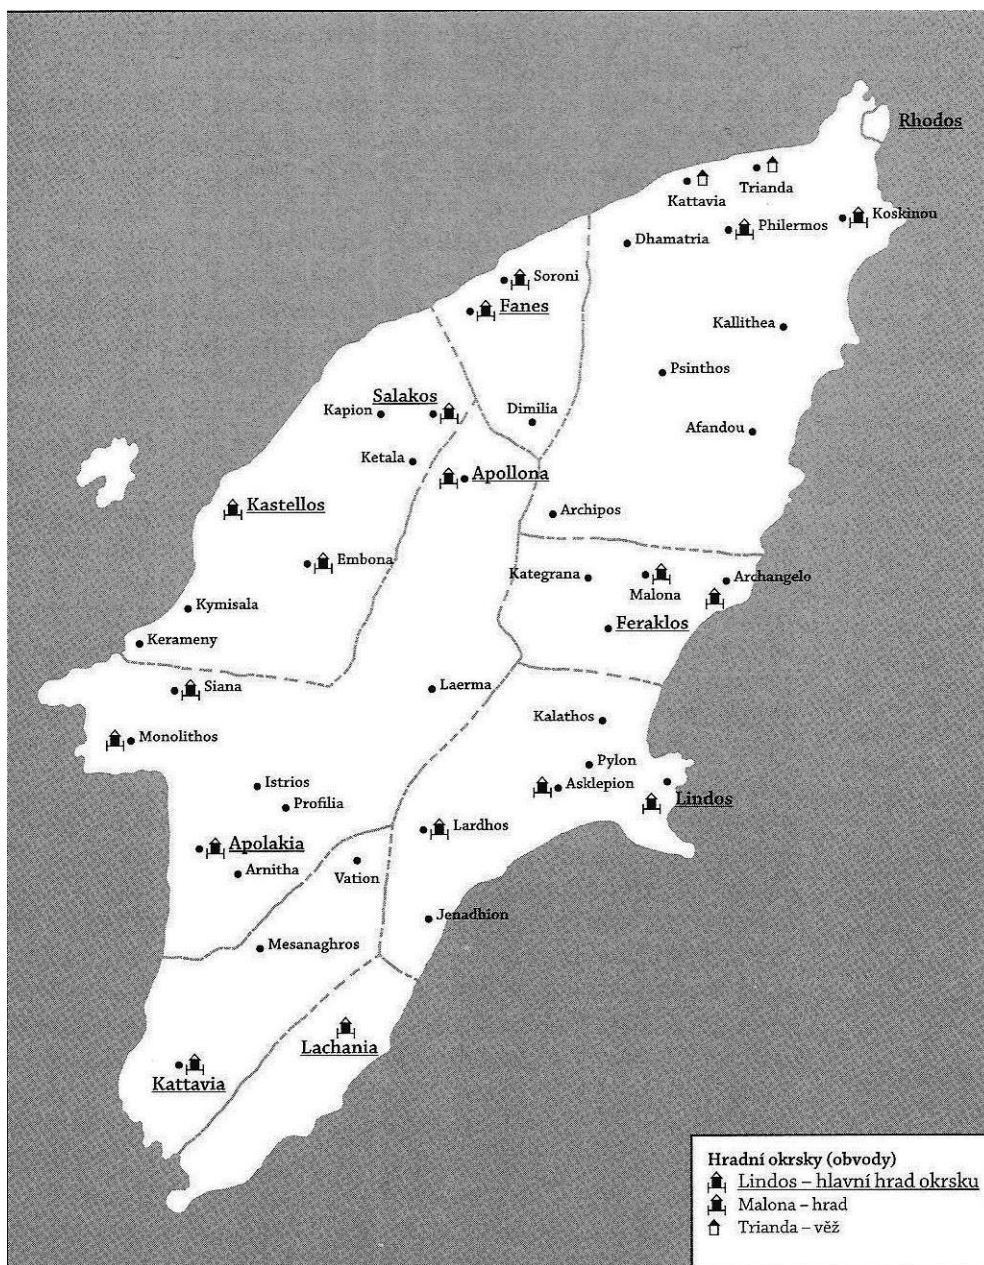 Rhodos
Trianda
Kattavia
Koskinou
Philermos
Dhamatria
Soroni
Fanes
Kallithea
Psinthos
Salakos
Kapion
Dimilia
Afandou
Ketala
Apollona
Kastellos
Archipos
Embona
Kategrana
Malona
Archangelo
Kymisala
Feraklos
Kerameny
Siana
Laerma
Kalathos
Monolithos
Pylon
Istrios
Asklepion
Profilia
Lindos
Lardhos
Apolakia
Arnitha
Vation
Jenadhion
Mesanaghros
Lachania
Kattavia
Hradní okrsky (obvody)
Lindos – hlavní hrad okrsku
Malona – hrad
Trianda – věž